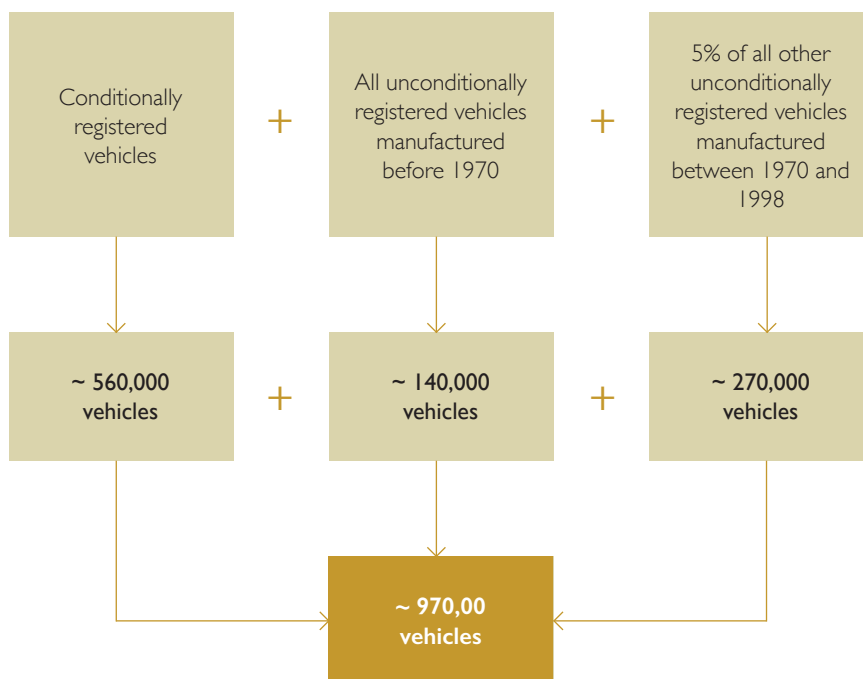 Conditionally
registered
vehicles
+
All unconditionally
registered vehicles
manufactured
before 1970
+
5% of all other
unconditionally
registered vehicles
manufactured
between 1970 and
1998
~ 560,000
vehicles
+
~ 140,000
vehicles
+
~ 270,000
vehicles
~ 970,00
vehicles